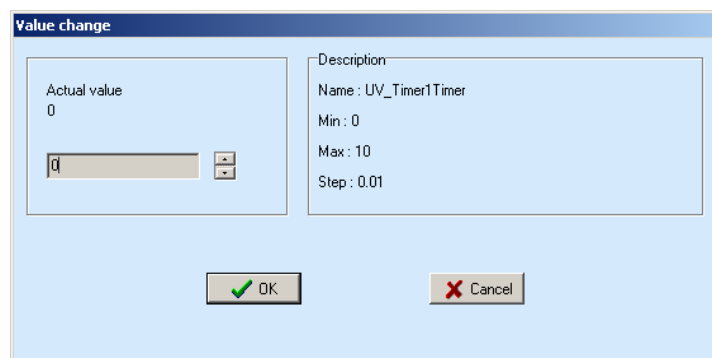 Value change
Actual value
0
0
Description
Name : UV_Timer1Timer
Min : 0
Max : 10
Step : 0.01
OK
Cancel